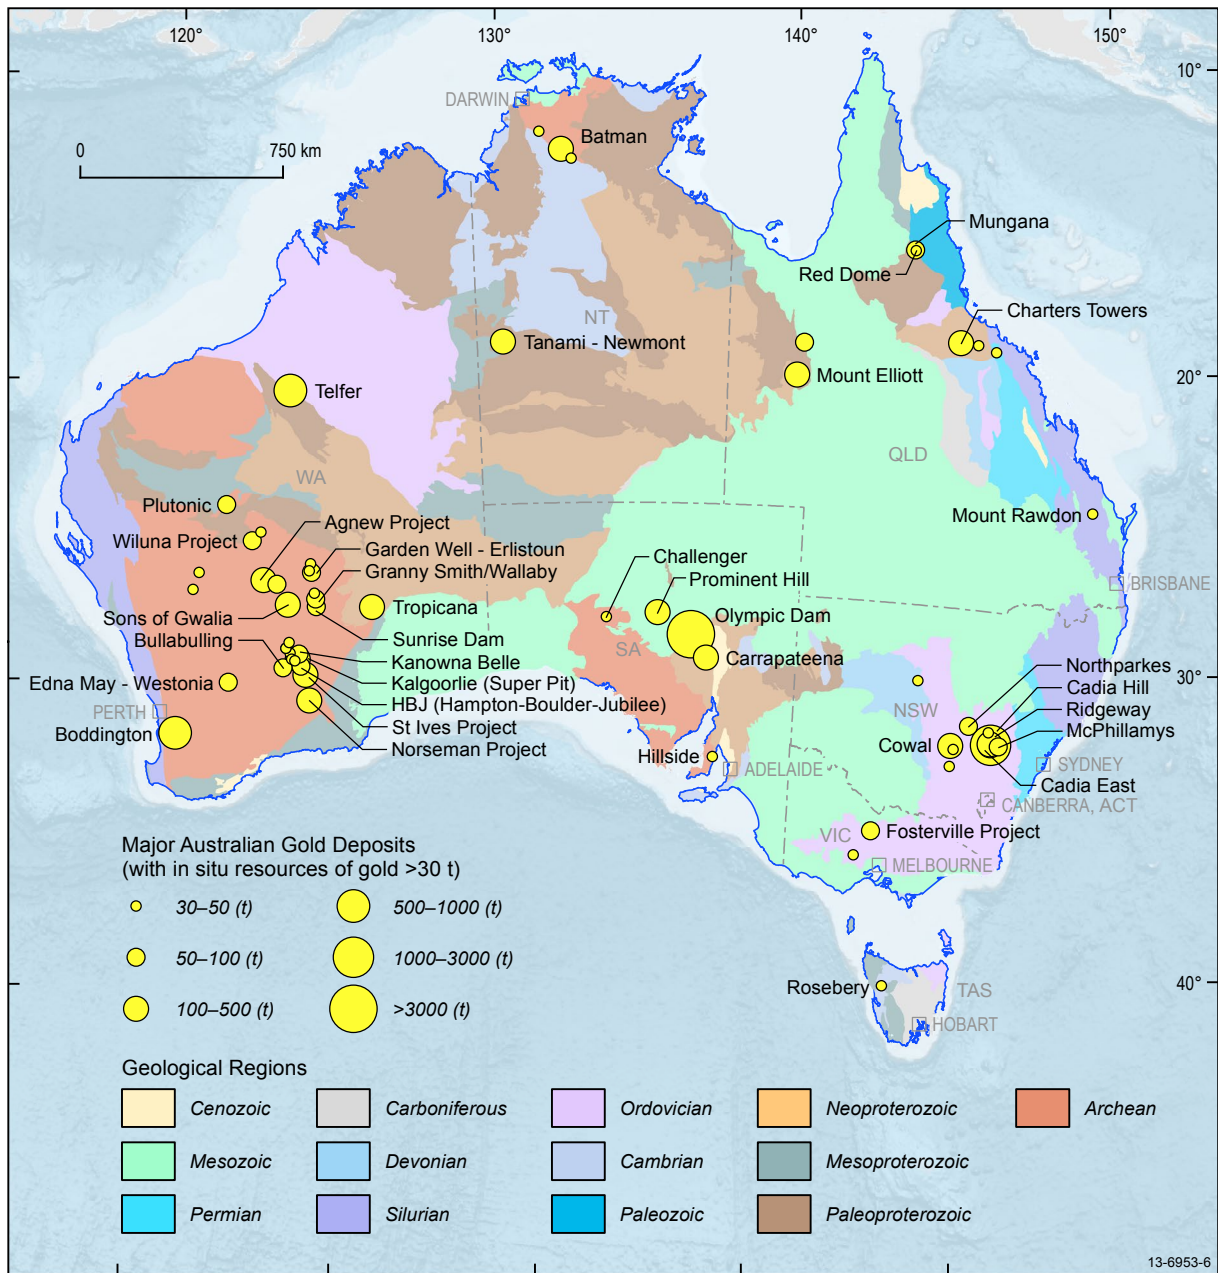 120° 130° 140° 150°
10°
DARWIN
Batman
0 750 km
Mungana
Red Dome
Charters Towers
NT
Tanami - Newmont
Mount Elliott
20°
Telfer
QLD
WA
Plutonic
Mount Rawdon
Agnew Project
Wiluna Project
Garden Well - Erlistoun
Challenger
Granny Smith/Wallaby
Prominent Hill
BRISBANE
Tropicana
Sons of Gwalia
Olympic Dam
Sunrise Dam
Bullabulling
SA
Carrapateena
Kanowna Belle
Northparkes
Edna May - Westonia
Kalgoorlie (Super Pit)
30°
Cadia Hill
HBJ (Hampton-Boulder-Jubilee)
NSW
Ridgeway
PERTH
St Ives Project
McPhillamys
Boddington
Norseman Project
Cowal
Hillside
SYDNEY
ADELAIDE
Cadia East
CANBERRA, ACT
VIC
Fosterville Project
MELBOURNE
Major Australian Gold Deposits
(with in situ resources of gold >30 t)
30–50 (t) 500–1000 (t)
50–100 (t) 1000–3000 (t)
100–500 (t) >3000 (t)
40°
Rosebery
TAS
HOBART
Geological Regions
Cenozoic Carboniferous Ordovician Neoproterozoic Archean
Mesozoic Devonian Cambrian Mesoproterozoic
Permian Silurian Paleozoic Paleoproterozoic
13-6953-6